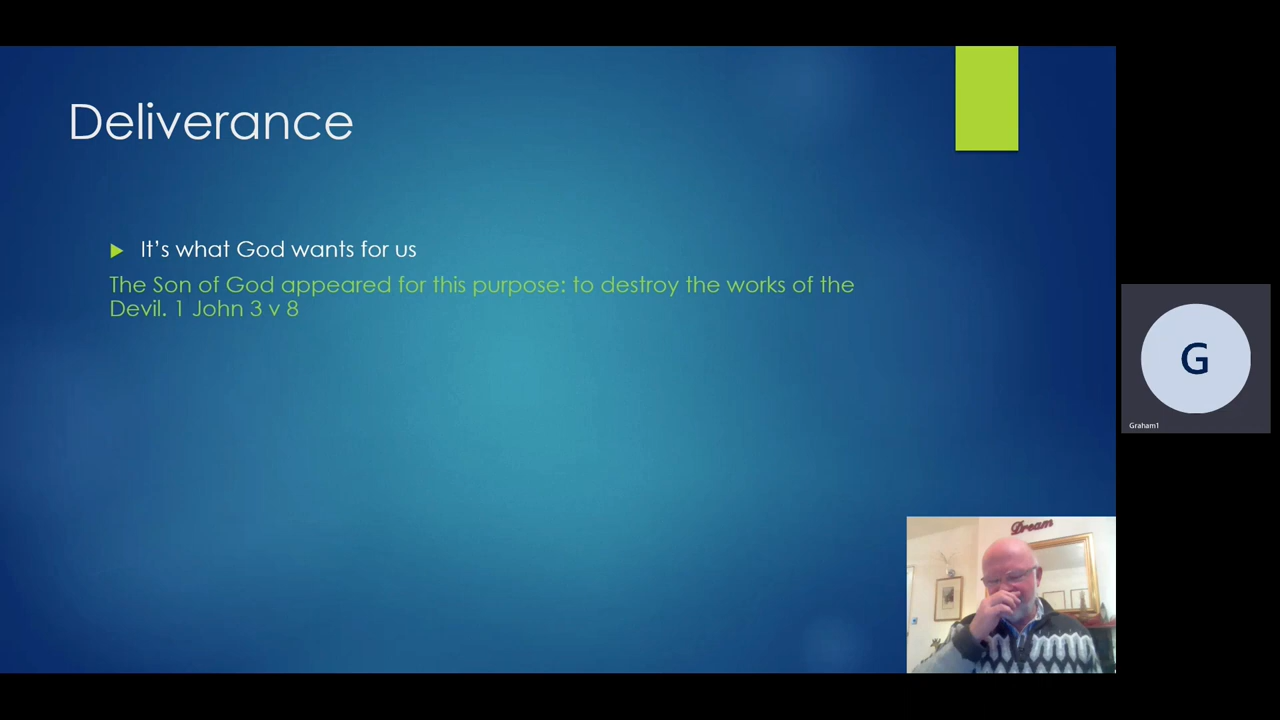 Deliverance
It's what God wants for us
The Son of God appeared for this purpose: to destroy the works of the
Devil. 1 John 3 v 8
G
Graham1
Dream